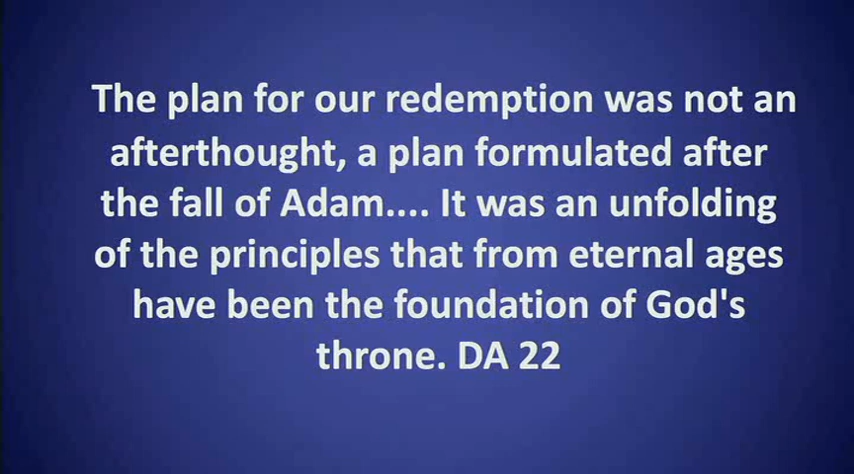 The plan for our redemption was not an
afterthought, a plan formulated after
the fall of Adam.... It was an unfolding
of the principles that from eternal ages
have been the foundation of God's
throne. DA 22